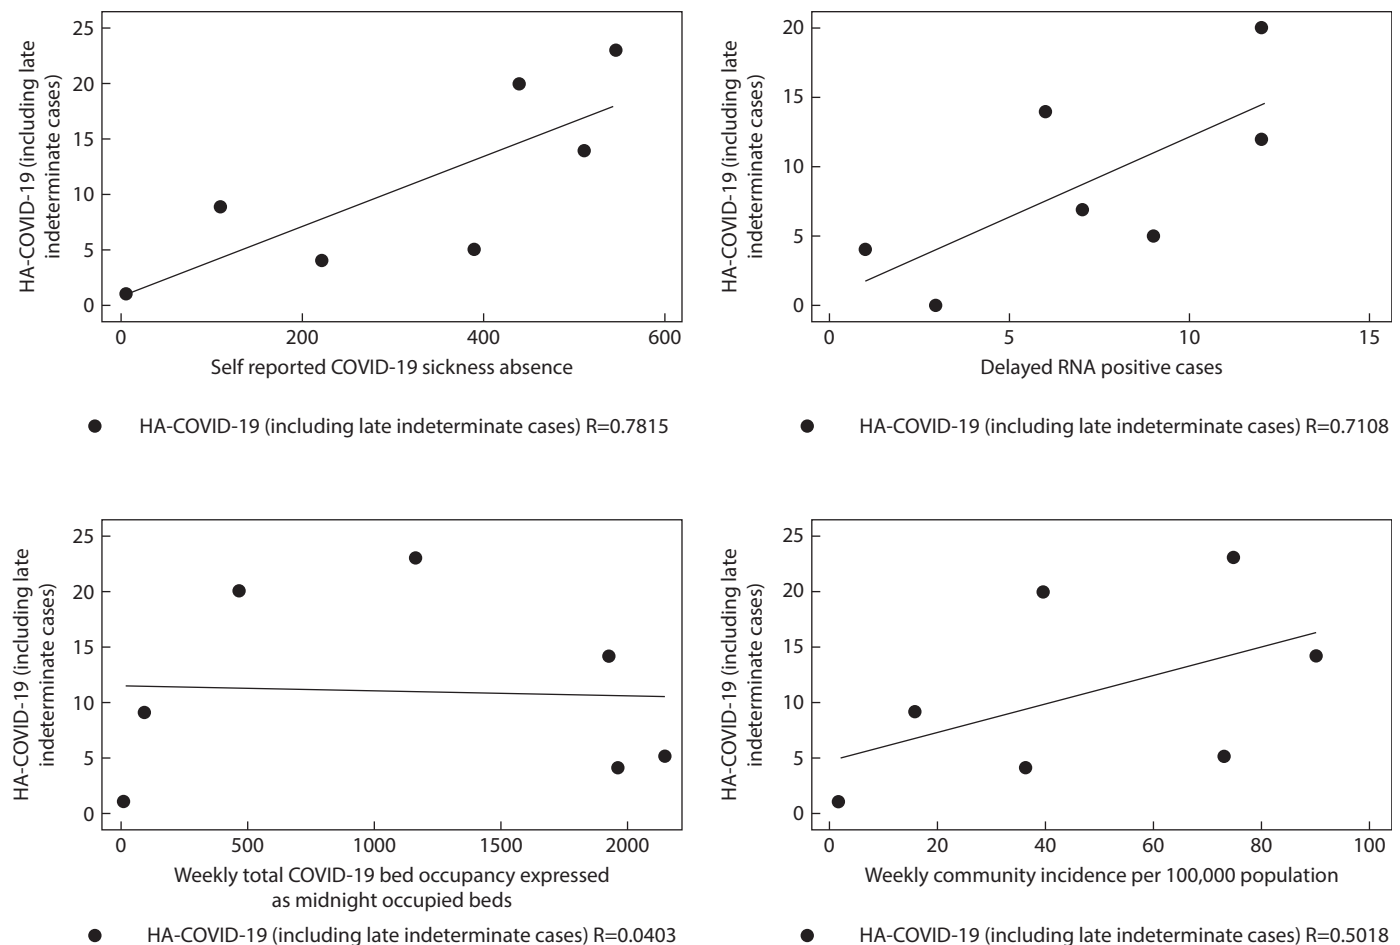 HA-COVID-19 (including late
indeterminate cases)
25
20
15
10
5
0
0
200
400
600
Self reported COVID-19 sickness absence
HA-COVID-19 (including late indeterminate cases) R=0.7815
HA-COVID-19 (including late
indeterminate cases)
20
15
10
5
0
0
5
10
15
Delayed RNA positive cases
HA-COVID-19 (including late indeterminate cases) R=0.7108
HA-COVID-19 (including late
indeterminate cases)
25
20
15
10
5
0
0
500
1000
1500
2000
Weekly total COVID-19 bed occupancy expressed
as midnight occupied beds
HA-COVID-19 (including late indeterminate cases) R=0.0403
HA-COVID-19 (including late
indeterminate cases)
25
20
15
10
5
0
0
20
40
60
80
100
Weekly community incidence per 100,000 population
HA-COVID-19 (including late indeterminate cases) R=0.5018